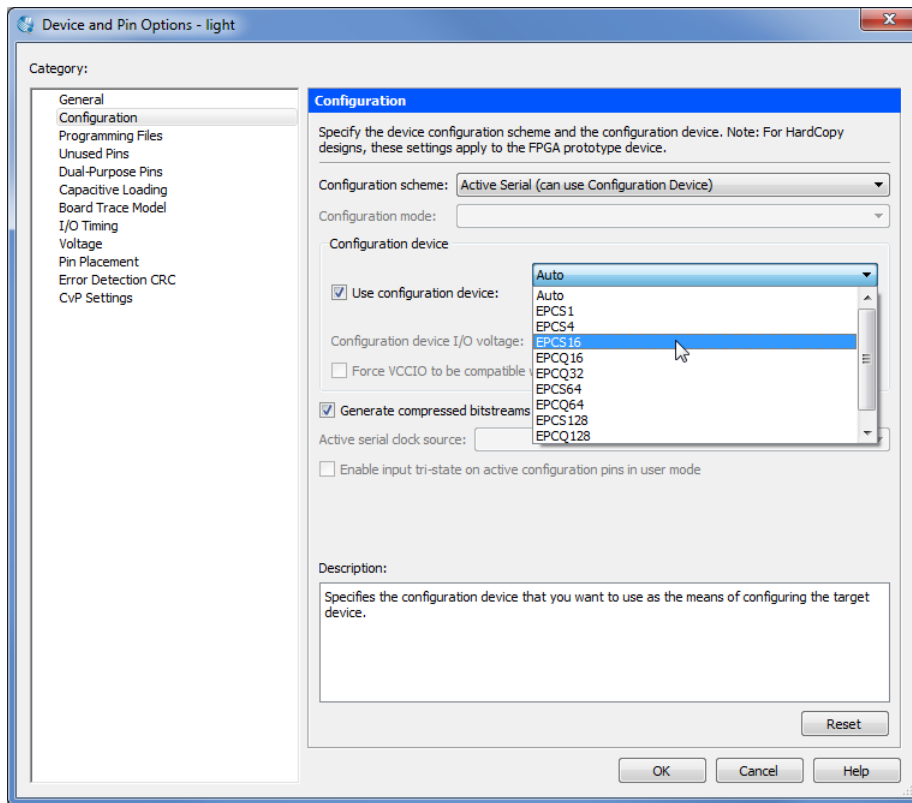 Device and Pin Options - light
Category:
General
Configuration
Programming Files
Unused Pins
Dual-Purpose Pins
Capacitive Loading
Board Trace Model
I/O Timing
Voltage
Pin Placement
Error Detection CRC
CvP Settings
Configuration
Specify the device configuration scheme and the configuration device. Note: For HardCopy
designs, these settings apply to the FPGA prototype device.
Configuration scheme: Active Serial (can use Configuration Device)
Configuration mode:
Configuration device
Use configuration device:
Auto
Auto
EPCS1
EPCS4
EPCS16
EPCQ16
EPCQ32
EPCS64
EPCQ64
EPCS128
EPCQ128
Configuration device I/O voltage:
Force VCCIO to be compatible
Generate compressed bitstreams
Active serial clock source:
Enable input tri-state on active configuration pins in user mode
Description:
Specifies the configuration device that you want to use as the means of configuring the target
device.
Reset
OK Cancel Help